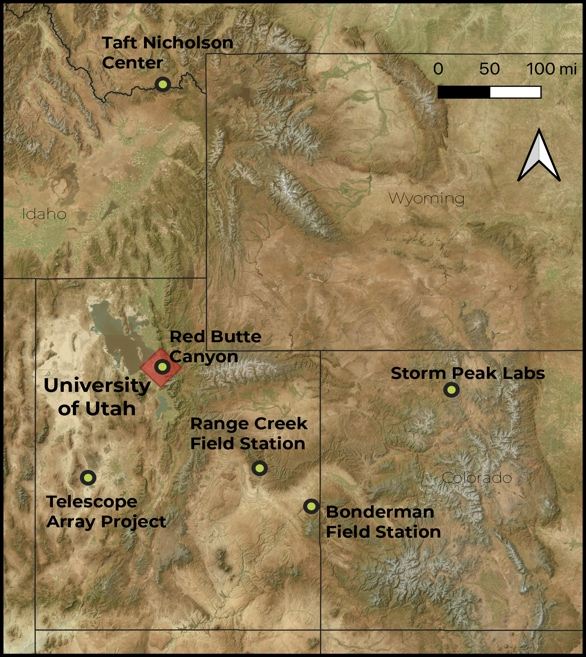 Taft Nicholson
Center
0 50 100 mi
Wyoming
Idaho
Red Butte
Canyon
University
of Utah
Storm Peak Labs
Range Creek
Field Station
Colorado
Telescope
Array Project
Bonderman
Field Station